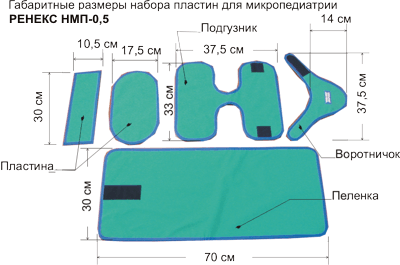 Габаритные размеры набора пластин для микропедиатрии
РЕНЕКС НМП-0,5
Подгузник
14 см
10,5 см
17,5 см
37,5 см
30 см
33 см
37,5 см
Пластина
Воротничок
30 см
Пеленка
70 см